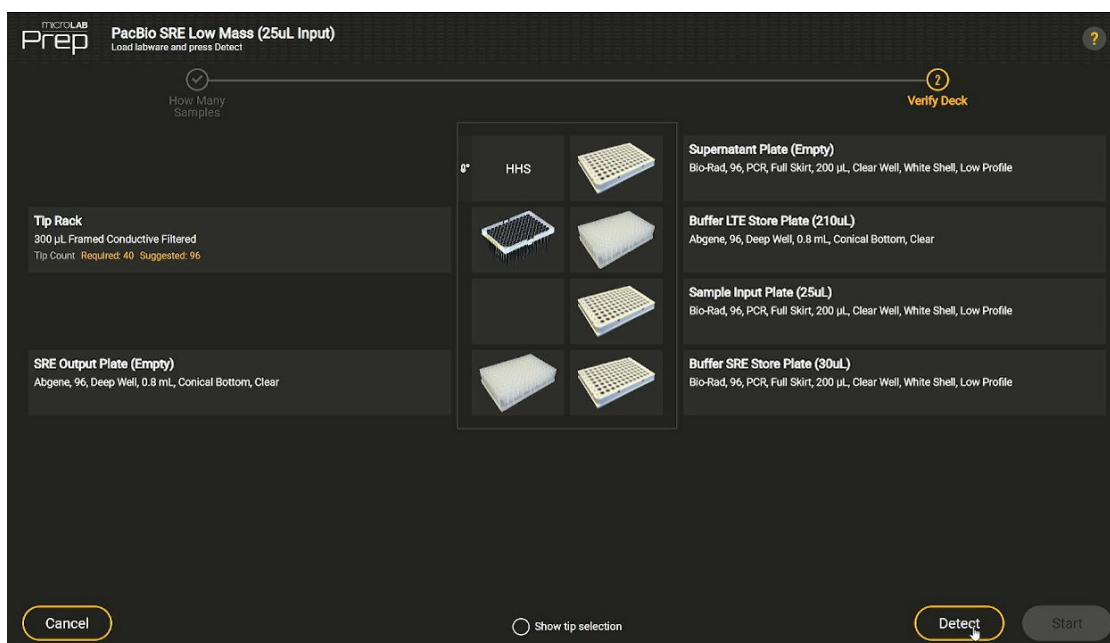 microLAB
Prep
PacBio SRE Low Mass (25uL Input)
Load labware and press Detect
?
How Many
Samples
2
Verify Deck
HHS
Supernatant Plate (Empty)
Bio-Rad, 96, PCR, Full Skirt, 200 µL, Clear Well, White Shell, Low Profile
Tip Rack
300 µL Framed Conductive Filtered
Tip Count Required: 40 Suggested: 96
Buffer LTE Store Plate (210uL)
Abgene, 96, Deep Well, 0.8 mL, Conical Bottom, Clear
Sample Input Plate (25uL)
Bio-Rad, 96, PCR, Full Skirt, 200 µL, Clear Well, White Shell, Low Profile
SRE Output Plate (Empty)
Abgene, 96, Deep Well, 0.8 mL, Conical Bottom, Clear
Buffer SRE Store Plate (30uL)
Bio-Rad, 96, PCR, Full Skirt, 200 µL, Clear Well, White Shell, Low Profile
Cancel
Show tip selection
Detect
Start